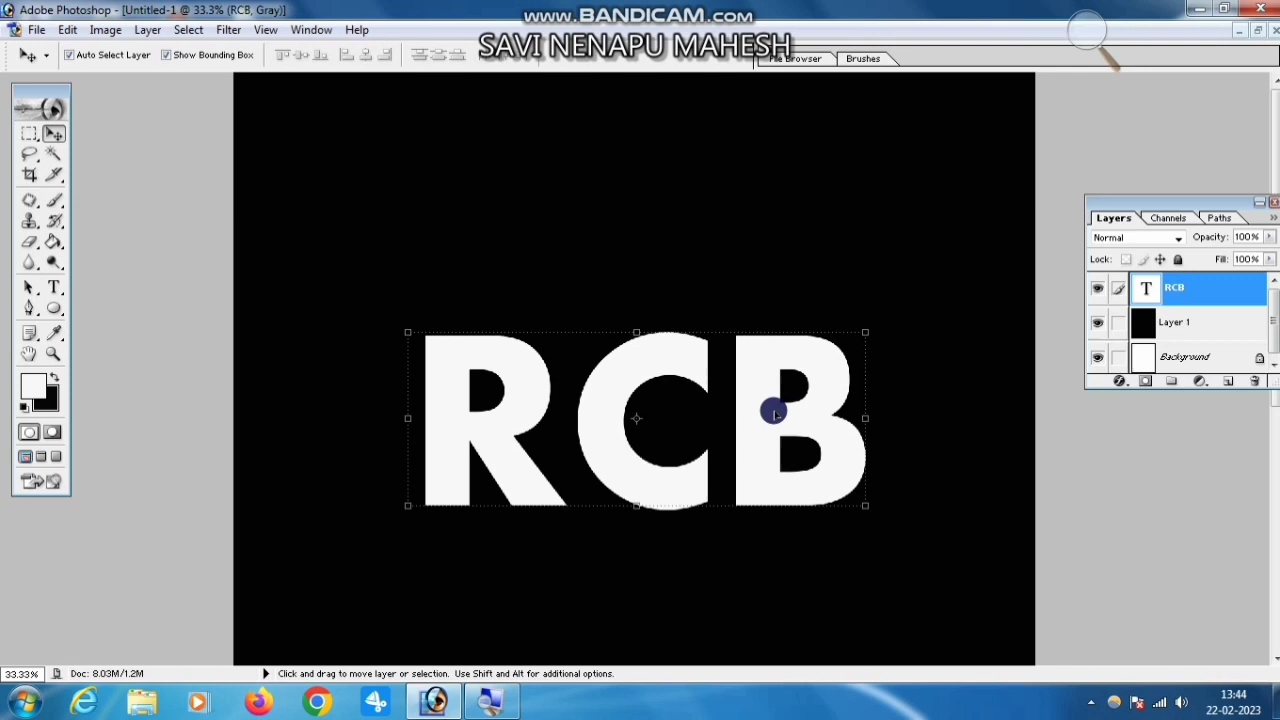 Adobe Photoshop - [Untitled-1 @ 33.3% (RCB, Gray)]
www.BANDICAM.com
File Edit Image Layer Select Filter View Window Help
SAVI NENAPU MAHESH
Auto Select Layer Show Bounding Box
File Browser Brushes
Layers Channels Paths
Normal Opacity: 100%
Lock: Fill: 100%
T RCB
Layer 1
Background
RCB
33.33% Doc: 8.03M/1.2M Click and drag to move layer or selection. Use Shift and Alt for additional options.
13:44
22-02-2023